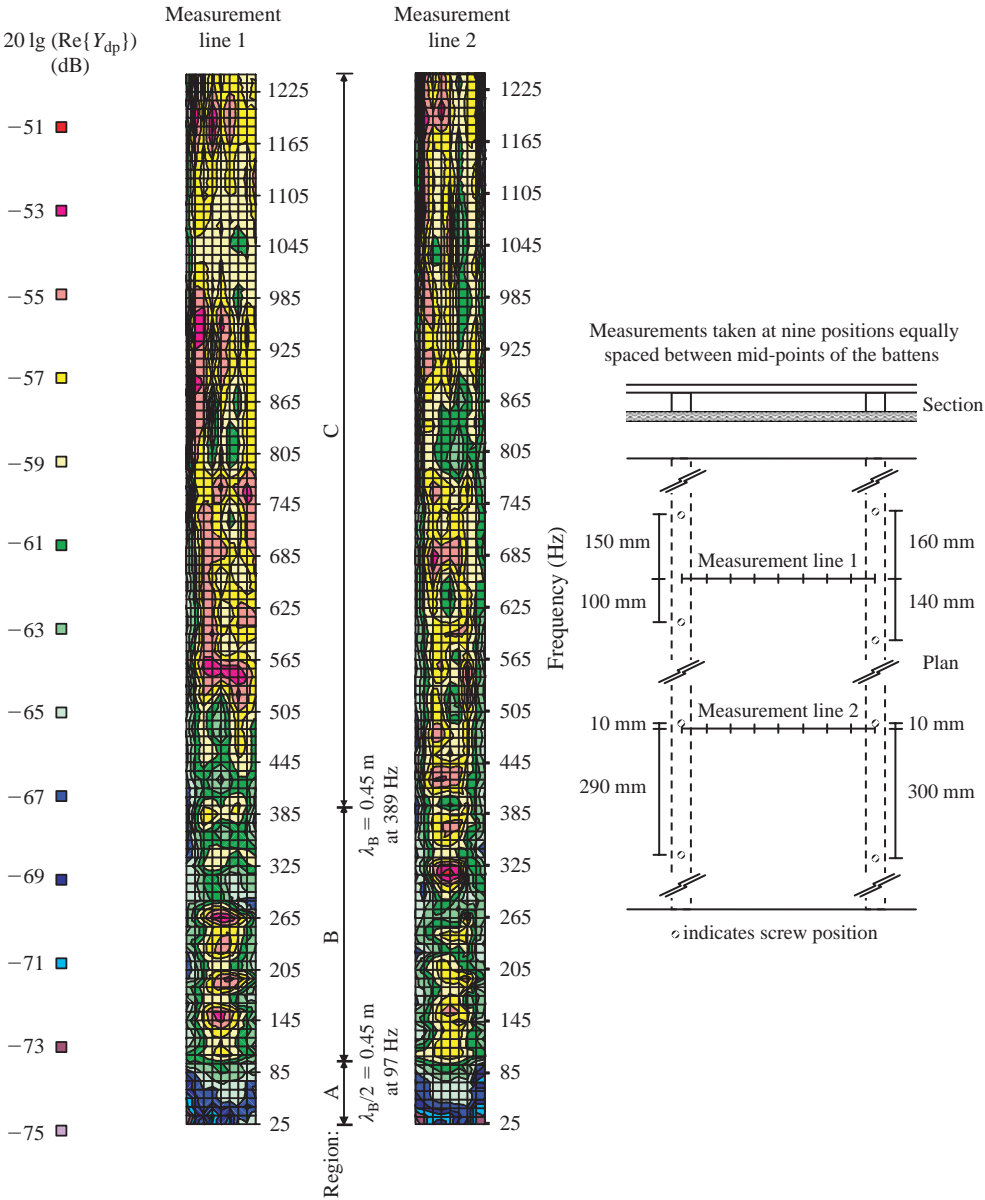 20 lg (Re{Y_dp})
(dB)
−51
−53
−55
−57
−59
−61
−63
−65
−67
−69
−71
−73
−75
Measurement
line 1
1225
1165
1105
1045
985
925
865
805
745
685
625
565
505
445
385
325
265
205
145
85
25
Region:
A
B
C
λ_B/2 = 0.45 m
at 97 Hz
λ_B = 0.45 m
at 389 Hz
Measurement
line 2
1225
1165
1105
1045
985
925
865
805
745
685
625
565
505
445
385
325
265
205
145
85
25
Frequency (Hz)
Measurements taken at nine positions equally
spaced between mid-points of the battens
Section
150 mm
160 mm
Measurement line 1
100 mm
140 mm
Plan
10 mm
Measurement line 2
10 mm
290 mm
300 mm
indicates screw position